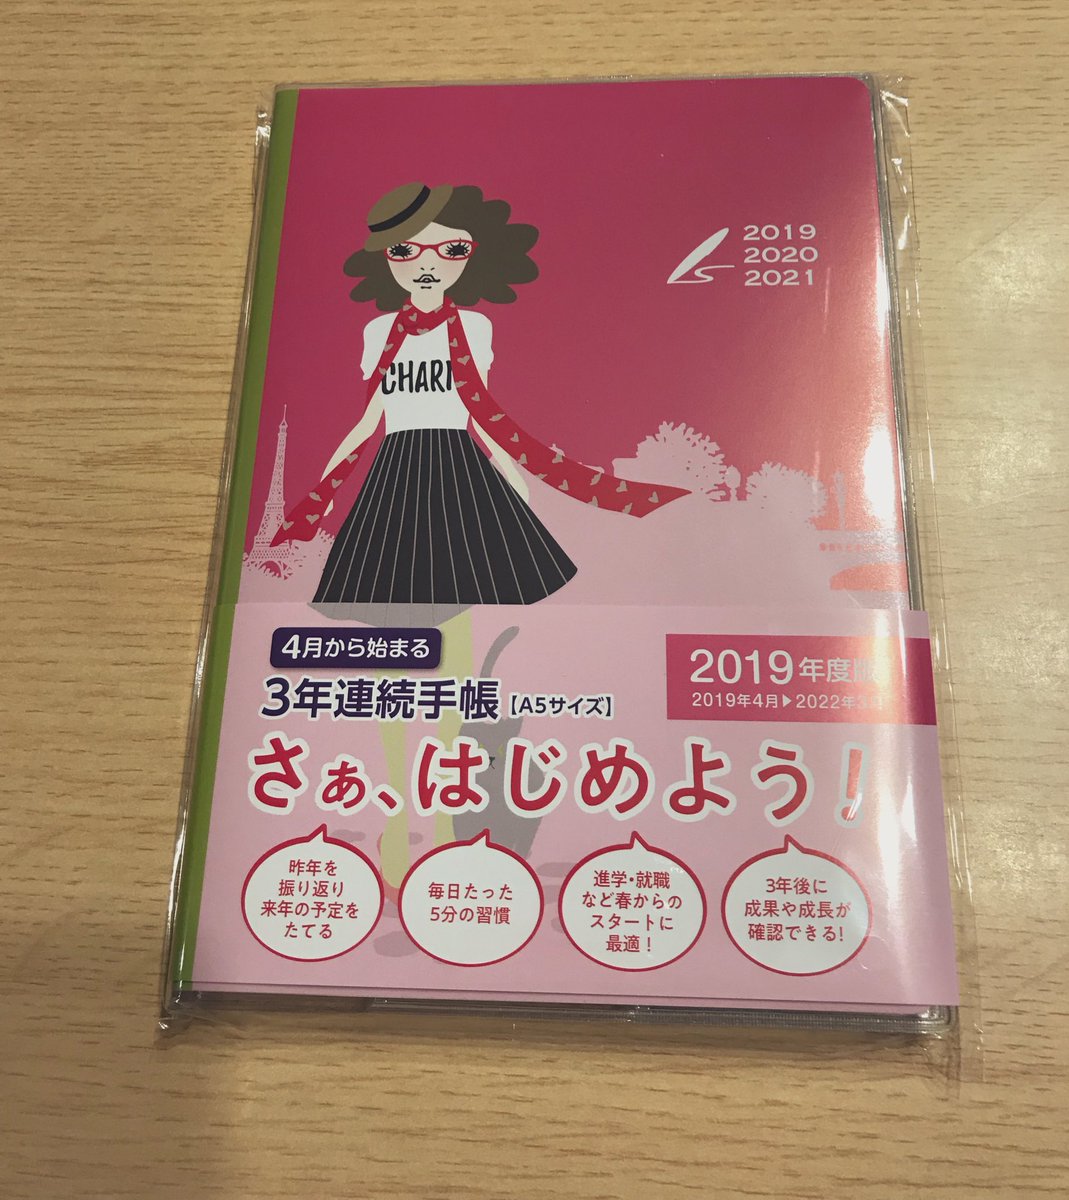 2019
2020
2021
CHARM
4月から始まる
3年連続手帳【A5サイズ】
2019年度版
2019年4月▶2022年3月
さぁ、はじめよう!
昨年を
振り返り
来年の予定を
たてる
毎日たった
5分の習慣
進学・就職
など春からの
スタートに
最適!
3年後に
成果や成長が
確認できる!